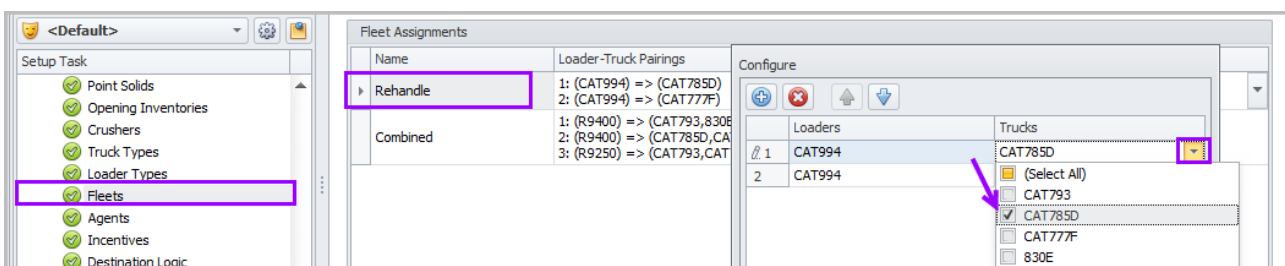 <Default>
Setup Task
Point Solids
Opening Inventories
Crushers
Truck Types
Loader Types
Fleets
Agents
Incentives
Destination Logic
Fleet Assignments
Name Loader-Truck Pairings
Rehandle
1: (CAT994) => (CAT785D)
2: (CAT994) => (CAT777F)
Combined
1: (R9400) => (CAT793,830E
2: (R9400) => (CAT785D,CA
3: (R9250) => (CAT793,CAT
Configure
Loaders Trucks
1 CAT994 CAT785D
2 CAT994
(Select All)
CAT793
CAT785D
CAT777F
830E